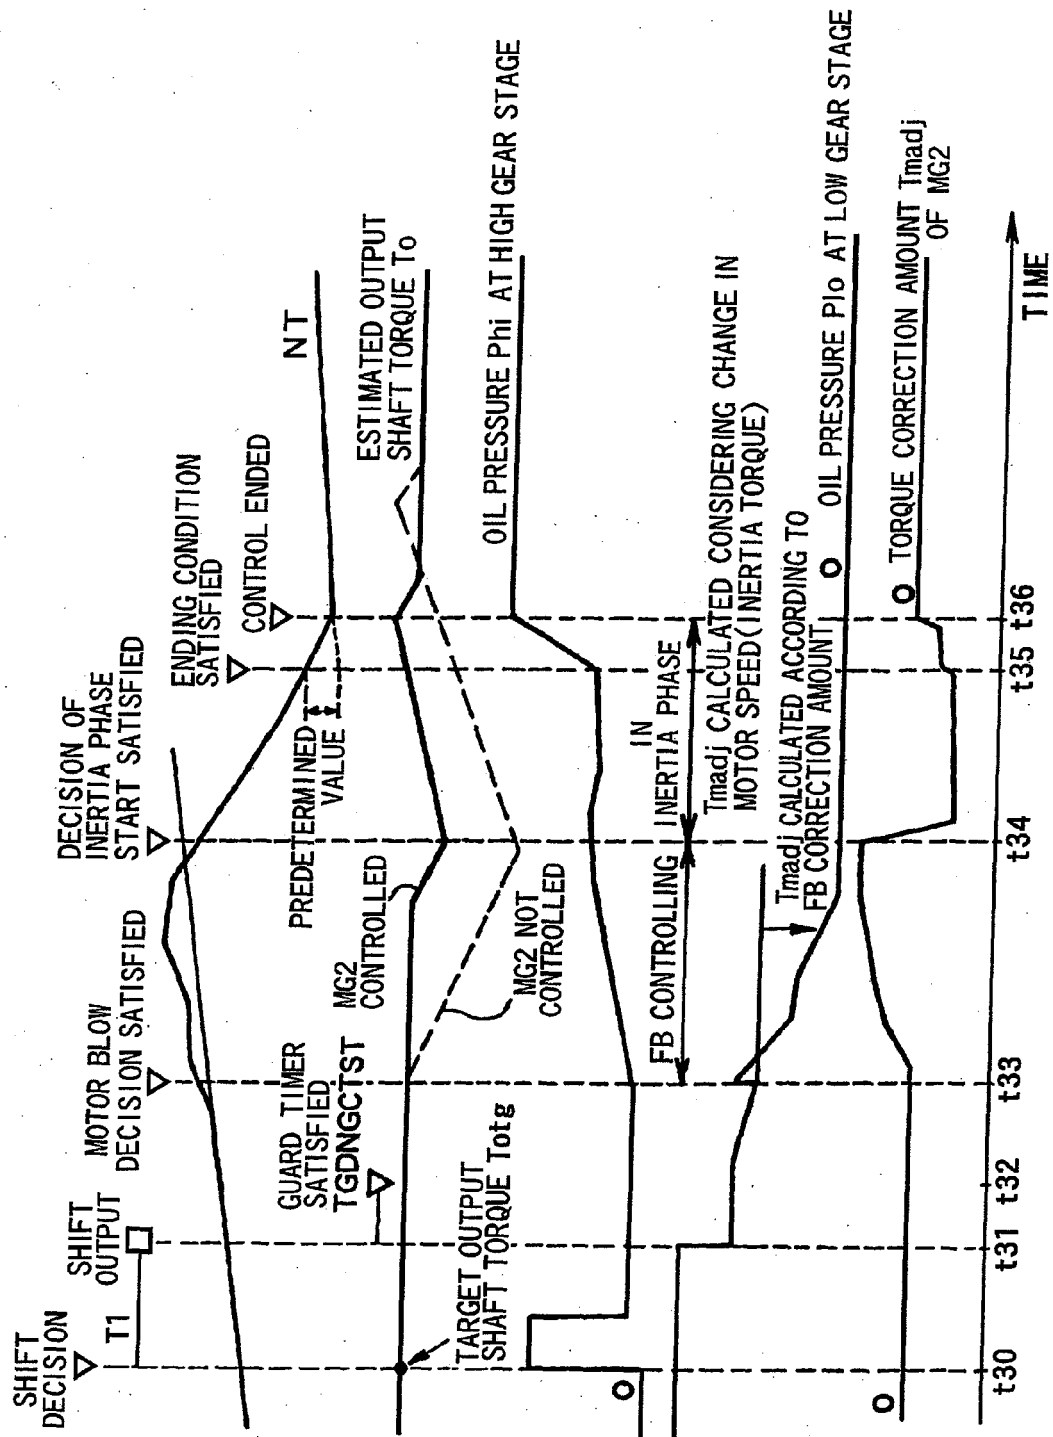 SHIFT
DECISION
T1
SHIFT
OUTPUT
MOTOR BLOW
DECISION SATISFIED
DECISION OF
INERTIA PHASE
START SATISFIED
ENDING CONDITION
SATISFIED
CONTROL ENDED
NT
PREDETERMINED
VALUE
GUARD TIMER
SATISFIED
TGDNGCTST
MG2
CONTROLLED
ESTIMATED OUTPUT
SHAFT TORQUE To
TARGET OUTPUT
SHAFT TORQUE Totg
MG2 NOT
CONTROLLED
OIL PRESSURE Phi AT HIGH GEAR STAGE
O
FB CONTROLLING
IN
INERTIA PHASE
Tmadj CALCULATED CONSIDERING CHANGE IN
MOTOR SPEED(INERTIA TORQUE)
Tmadj CALCULATED ACCORDING TO
FB CORRECTION AMOUNT
O OIL PRESSURE Plo AT LOW GEAR STAGE
O
O TORQUE CORRECTION AMOUNT Tmadj
OF MG2
t30
t31
t32
t33
t34
t35
t36
TIME